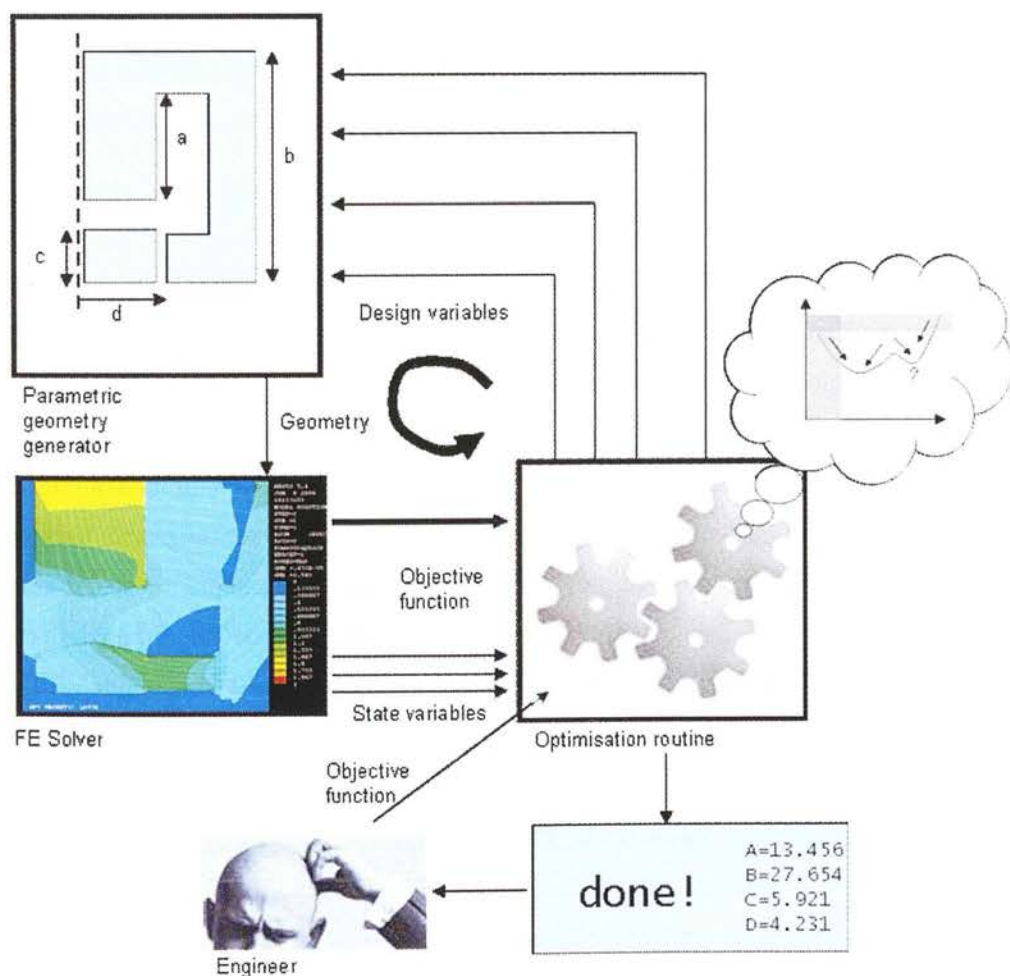 a
b
c
d
Design variables
Parametric
geometry
generator
Geometry
?
Objective
function
State variables
FE Solver
Optimisation routine
Objective
function
done!
A=13.456
B=27.654
C=5.921
D=4.231
Engineer